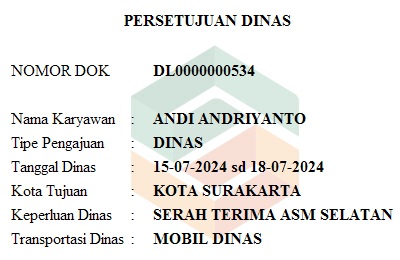 PERSETUJUAN DINAS
NOMOR DOK DL0000000534
Nama Karyawan : ANDI ANDRIYANTO
Tipe Pengajuan : DINAS
Tanggal Dinas : 15-07-2024 sd 18-07-2024
Kota Tujuan : KOTA SURAKARTA
Keperluan Dinas : SERAH TERIMA ASM SELATAN
Transportasi Dinas : MOBIL DINAS